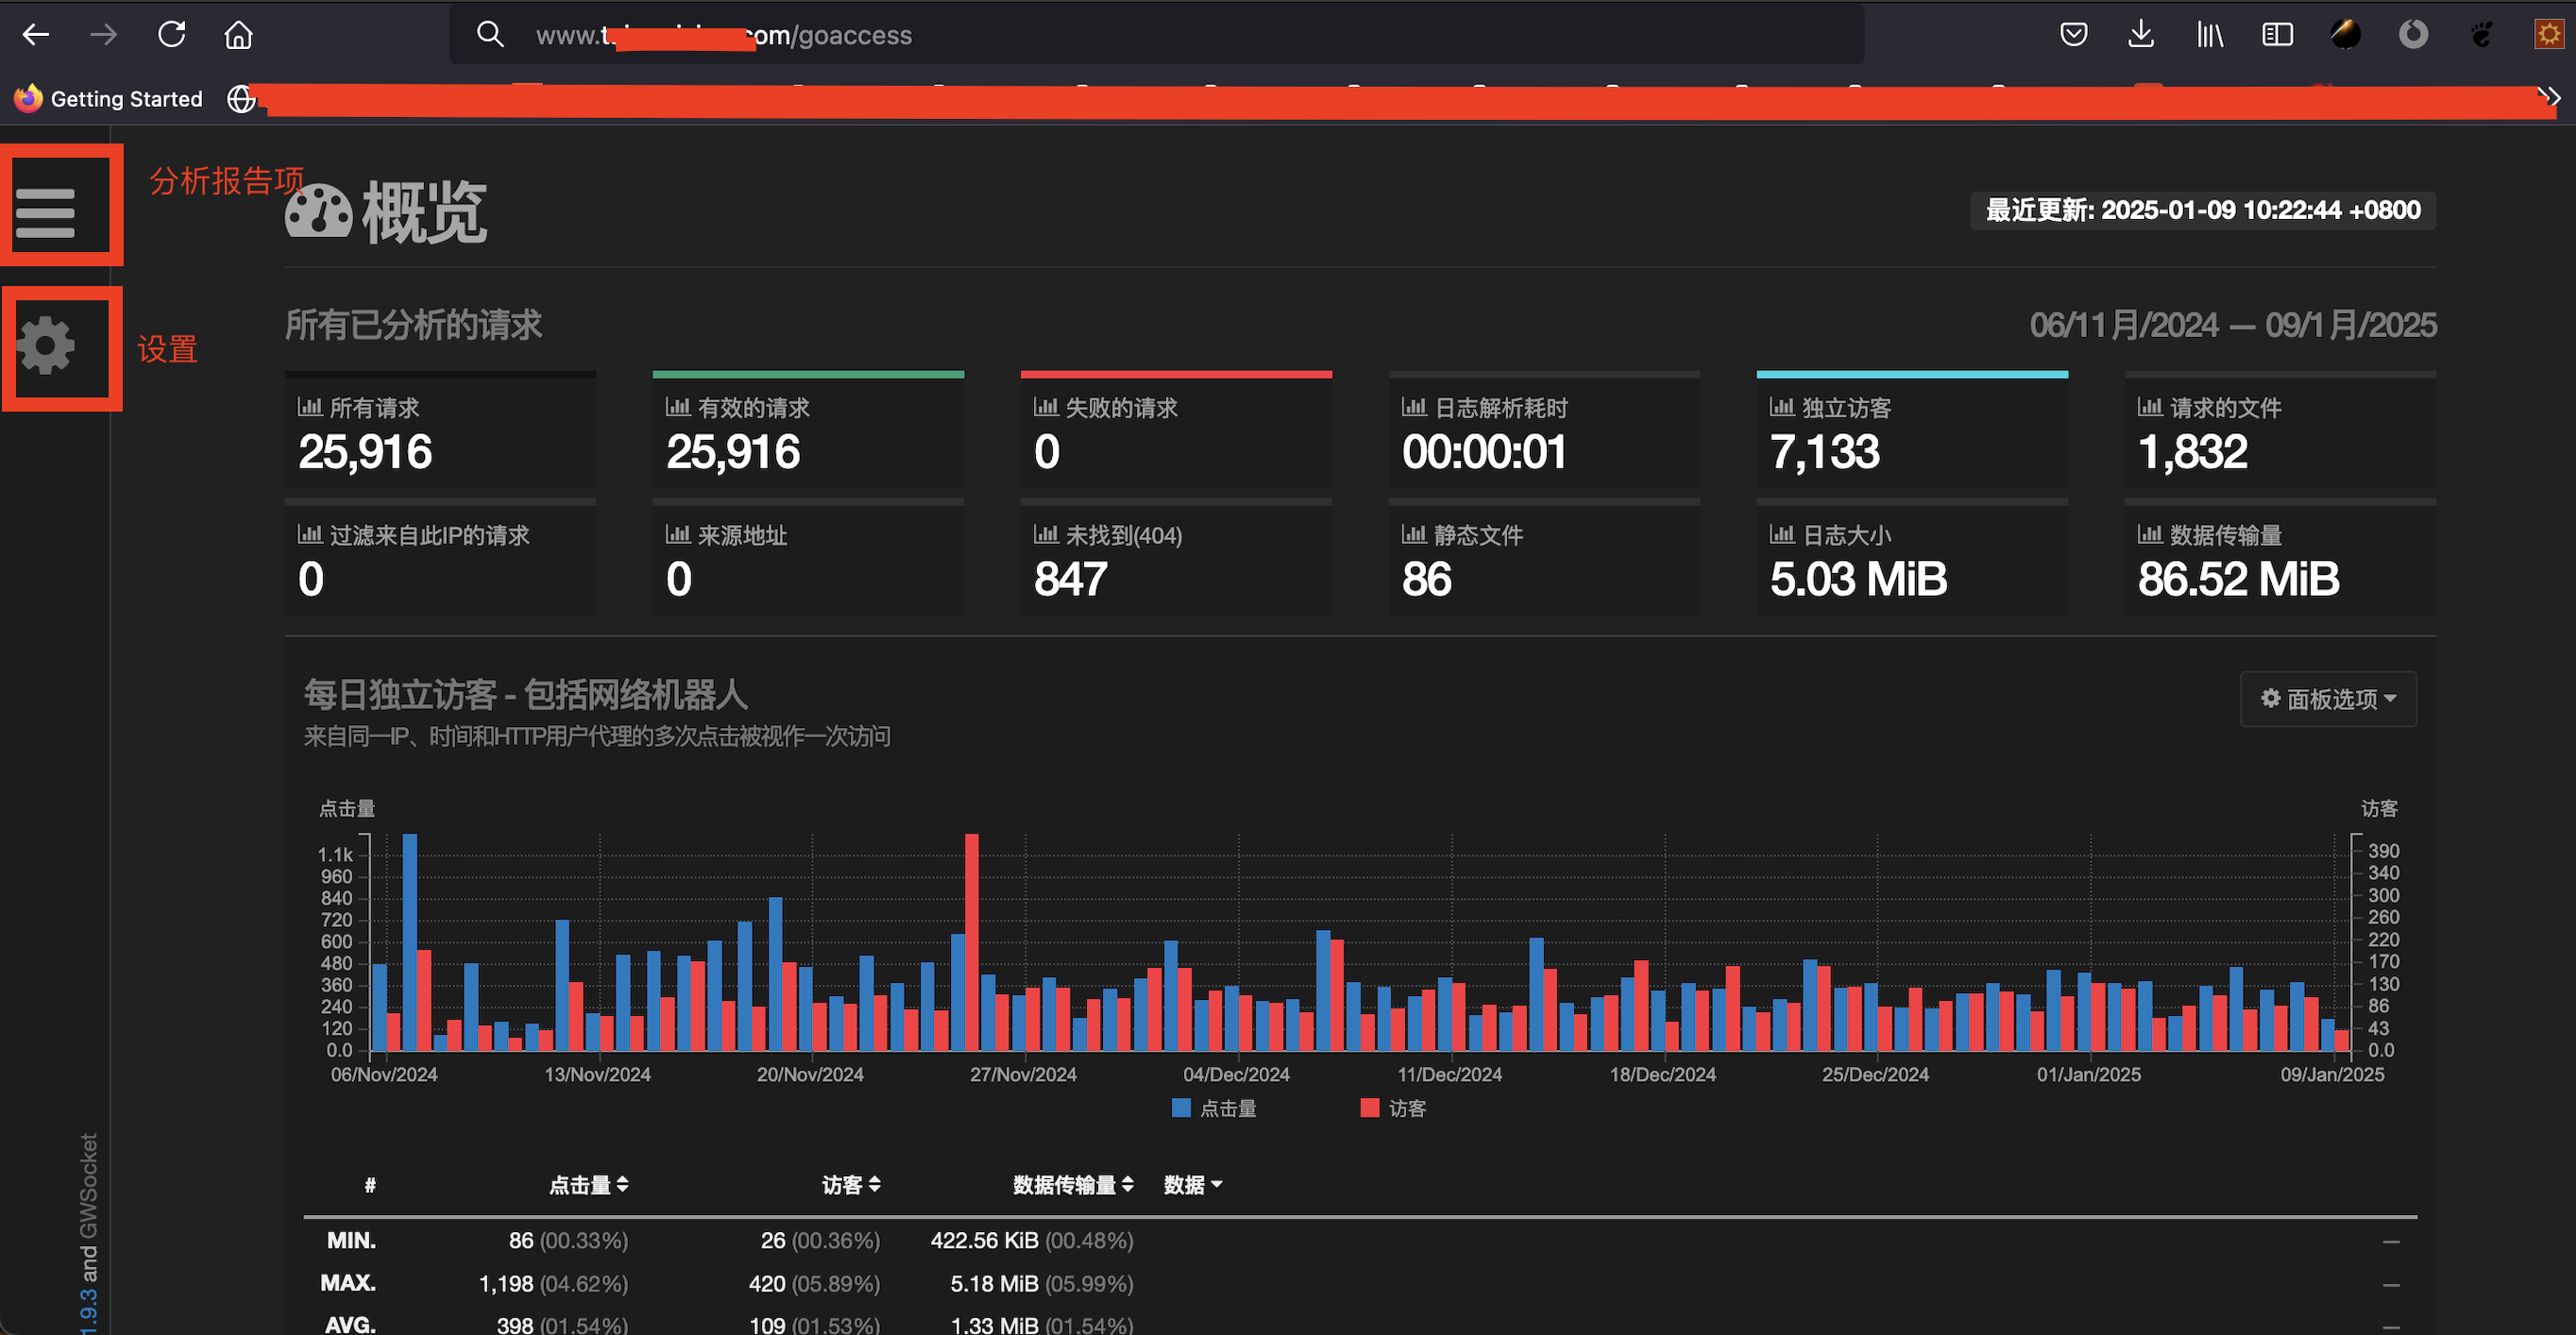 www.t om/goaccess
Getting Started
分析报告项
概览
最近更新: 2025-01-09 10:22:44 +0800
设置
所有已分析的请求
06/11月/2024 — 09/1月/2025
所有请求
25,916
有效的请求
25,916
失败的请求
0
日志解析耗时
00:00:01
独立访客
7,133
请求的文件
1,832
过滤来自此IP的请求
0
来源地址
0
未找到(404)
847
静态文件
86
日志大小
5.03 MiB
数据传输量
86.52 MiB
每日独立访客 - 包括网络机器人
面板选项
来自同一IP、时间和HTTP用户代理的多次点击被视作一次访问
点击量
访客
1.1k
960
840
720
600
480
360
240
120
0.0
390
340
300
260
220
170
130
86
43
0.0
06/Nov/2024 13/Nov/2024 20/Nov/2024 27/Nov/2024 04/Dec/2024 11/Dec/2024 18/Dec/2024 25/Dec/2024 01/Jan/2025 09/Jan/2025
点击量 访客
# 点击量 访客 数据传输量 数据
MIN. 86 (00.33%) 26 (00.36%) 422.56 KiB (00.48%) —
MAX. 1,198 (04.62%) 420 (05.89%) 5.18 MiB (05.99%) —
AVG. 398 (01.54%) 109 (01.53%) 1.33 MiB (01.54%) —
1.9.3 and GWSocket